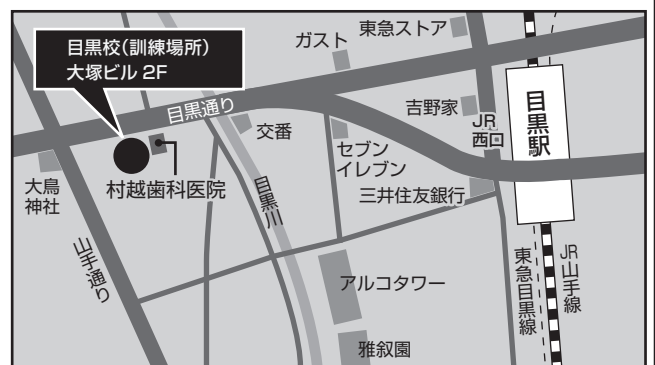 目黒校（訓練場所）
大塚ビル 2F
ガスト
東急ストア
目黒通り
交番
吉野家
JR
西口
目黒駅
セブン
イレブン
三井住友銀行
大鳥
神社
村越歯科医院
目黒川
山手通り
アルコタワー
雅叙園
東急目黒線
JR山手線